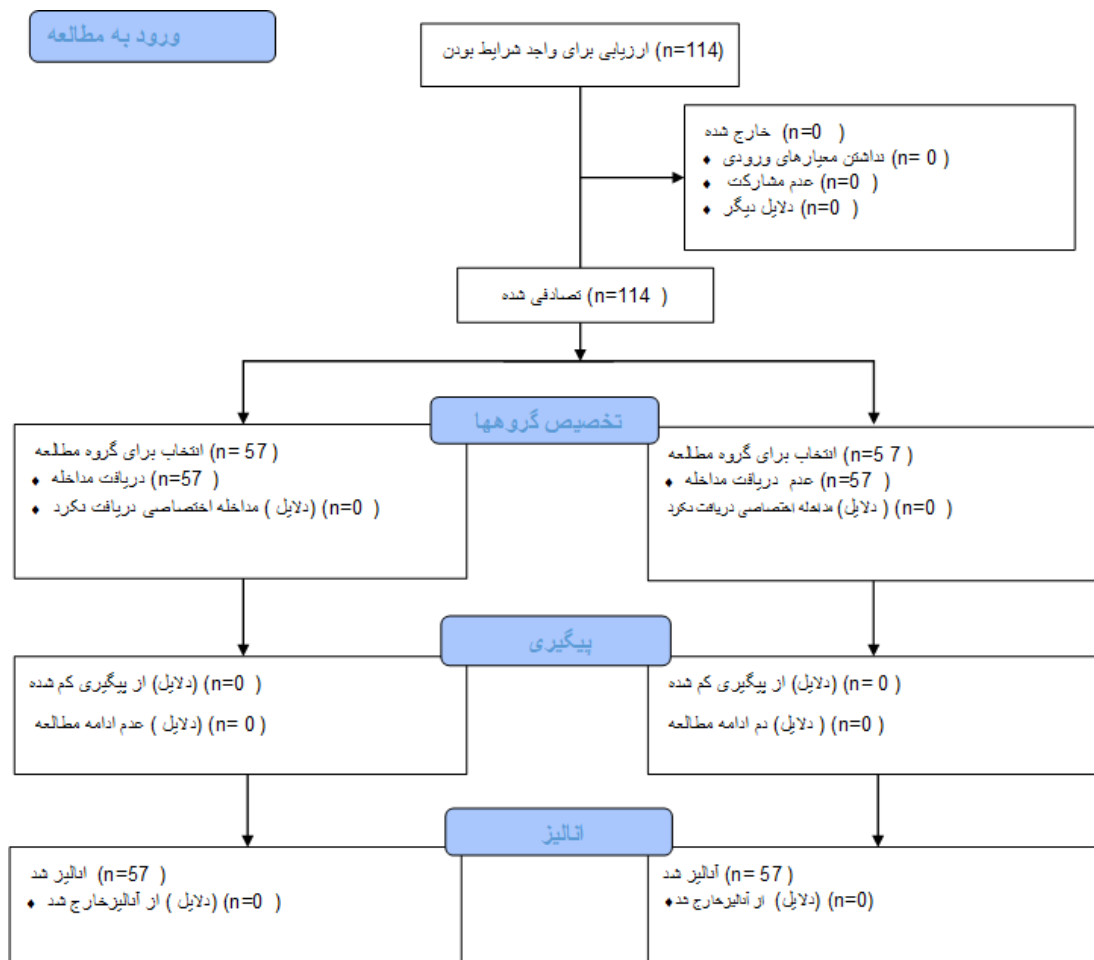 ورود به مطالعه
ارزیابی برای واجد شرایط بودن (n=114)
خارج شده (n=0 )
♦ نداشتن معیارهای ورودی (n= 0 )
♦ عدم مشارکت (n=0 )
♦ دلایل دیگر (n=0 )
تصادفی شده (n=114 )
تخصیص گروهها
انتخاب برای گروه مطالعه (n=5 7 )
♦ عدم دریافت مداخله (n=57 )
مداخله اختصاصی دریافت نکرد (دلایل ) (n=0 )
انتخاب برای گروه مطالعه (n= 57 )
♦ دریافت مداخله (n=57 )
♦ مداخله اختصاصی دریافت نکرد ( دلایل) (n=0 )
پیگیری
از پیگیری کم شده (دلایل) (n= 0 )
دم ادامه مطالعه (دلایل ) (n=0 )
از پیگیری کم شده (دلایل) (n=0 )
عدم ادامه مطالعه ( دلایل) (n= 0 )
انالیز
آنالیز شد (n= 57 )
♦ از آنالیزخارج شد (دلایل) (n=0)
انالیز شد (n=57 )
♦ از آنالیزخارج شد ( دلایل) (n=0 )